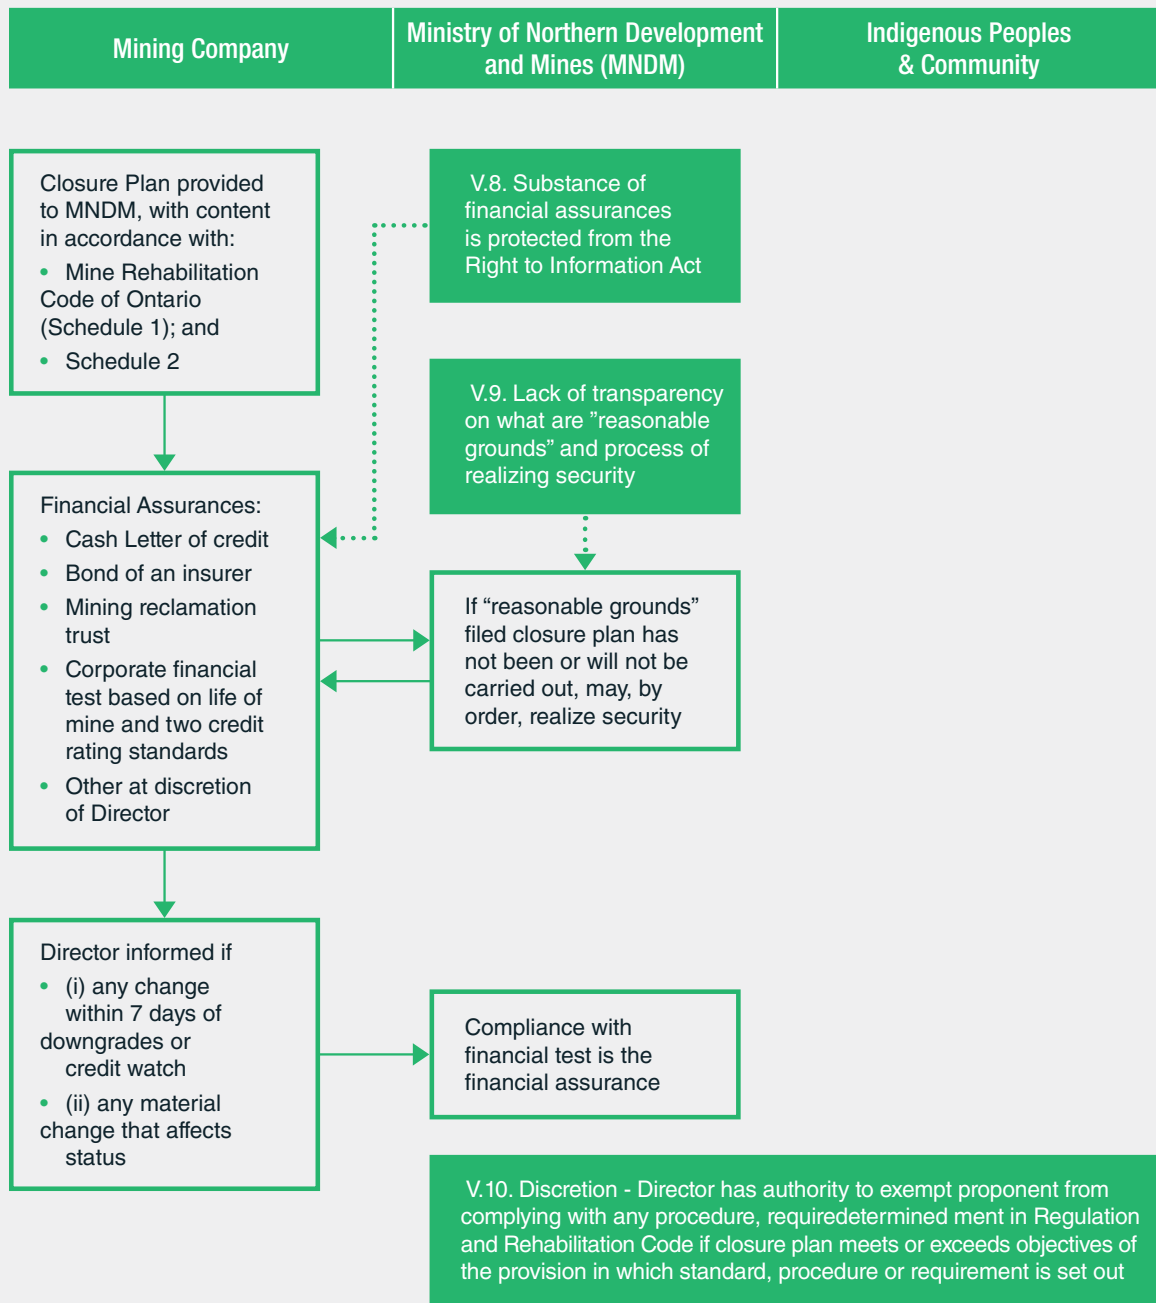 Mining Company
Ministry of Northern Development
and Mines (MNDM)
Indigenous Peoples
& Community
Closure Plan provided
to MNDM, with content
in accordance with:
• Mine Rehabilitation
Code of Ontario
(Schedule 1); and
• Schedule 2
V.8. Substance of
financial assurances
is protected from the
Right to Information Act
V.9. Lack of transparency
on what are ”reasonable
grounds” and process of
realizing security
Financial Assurances:
• Cash Letter of credit
• Bond of an insurer
• Mining reclamation
trust
• Corporate financial
test based on life of
mine and two credit
rating standards
• Other at discretion
of Director
If “reasonable grounds”
filed closure plan has
not been or will not be
carried out, may, by
order, realize security
Director informed if
• (i) any change
within 7 days of
downgrades or
credit watch
• (ii) any material
change that affects
status
Compliance with
financial test is the
financial assurance
V.10. Discretion - Director has authority to exempt proponent from
complying with any procedure, requiredetermined ment in Regulation
and Rehabilitation Code if closure plan meets or exceeds objectives of
the provision in which standard, procedure or requirement is set out